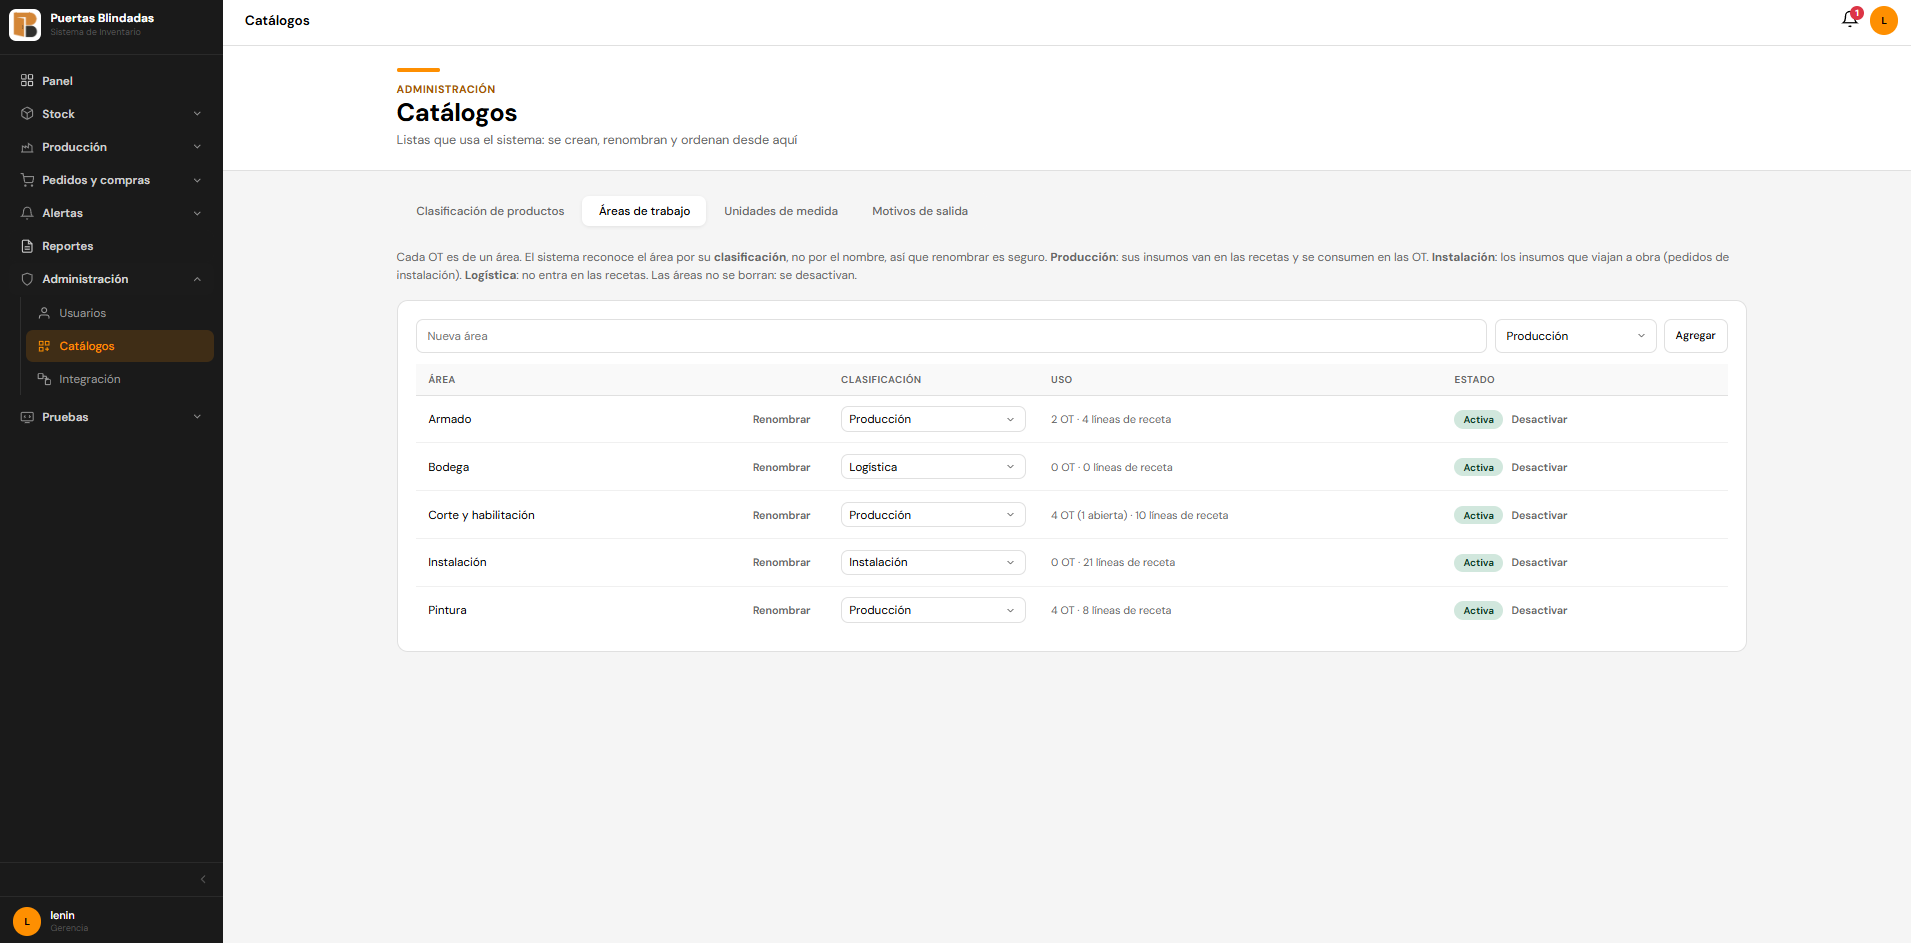 Puertas Blindadas
Sistema de Inventario
Panel
Stock
Producción
Pedidos y compras
Alertas
Reportes
Administración
Usuarios
Catálogos
Integración
Pruebas
L
lenin
Gerencia
Catálogos
1
L
ADMINISTRACIÓN
Catálogos
Listas que usa el sistema: se crean, renombran y ordenan desde aquí
Clasificación de productos Áreas de trabajo Unidades de medida Motivos de salida
Cada OT es de un área. El sistema reconoce el área por su clasificación, no por el nombre, así que renombrar es seguro. Producción: sus insumos van en las recetas y se consumen en las OT. Instalación: los insumos que viajan a obra (pedidos de
instalación). Logística: no entra en las recetas. Las áreas no se borran: se desactivan.
Nueva área Producción Agregar
ÁREA CLASIFICACIÓN USO ESTADO
Armado Renombrar Producción 2 OT · 4 líneas de receta Activa Desactivar
Bodega Renombrar Logística 0 OT · 0 líneas de receta Activa Desactivar
Corte y habilitación Renombrar Producción 4 OT (1 abierta) · 10 líneas de receta Activa Desactivar
Instalación Renombrar Instalación 0 OT · 21 líneas de receta Activa Desactivar
Pintura Renombrar Producción 4 OT · 8 líneas de receta Activa Desactivar